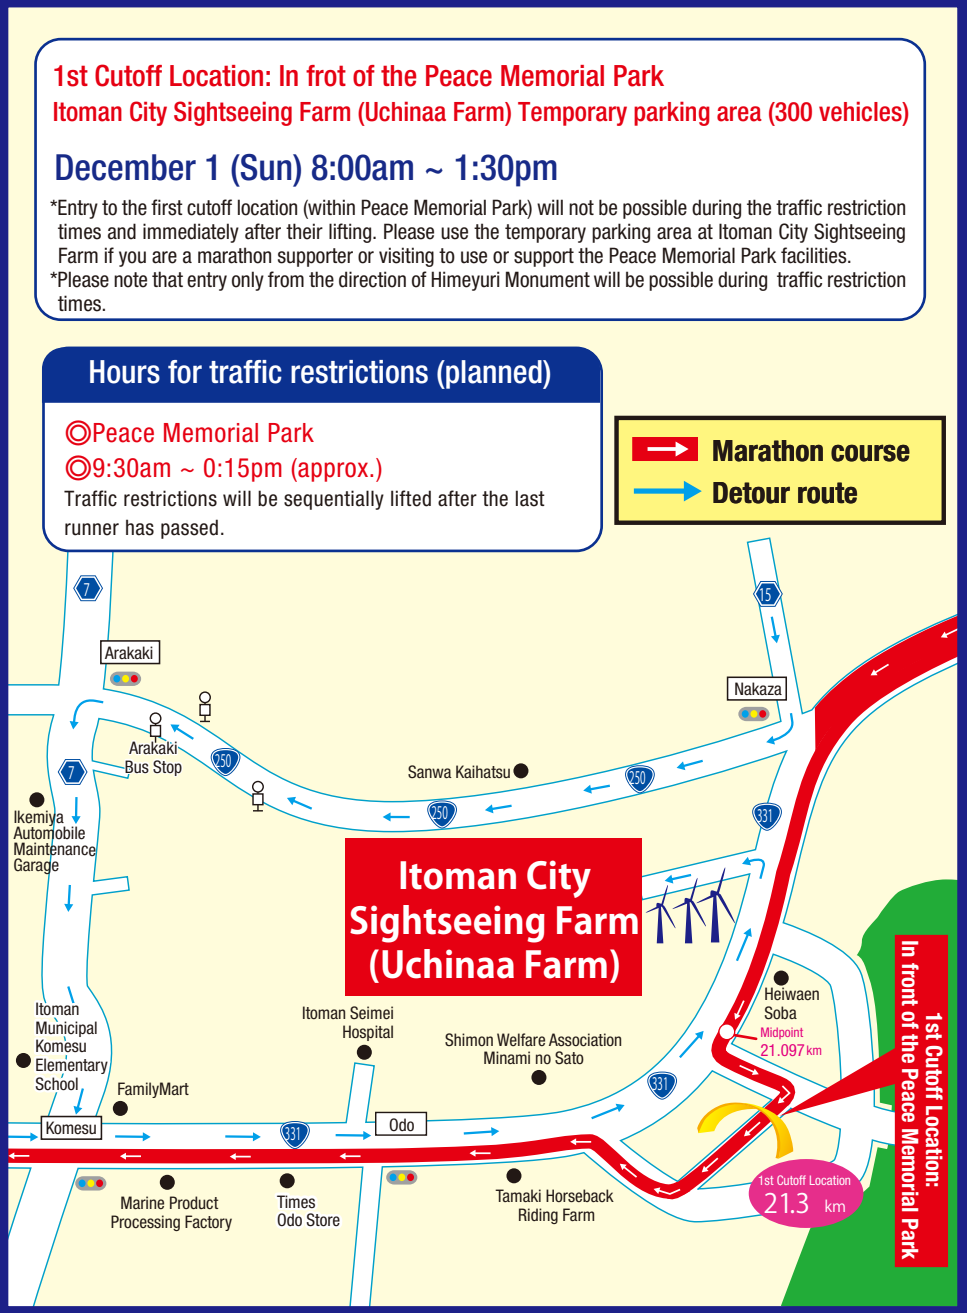 1st Cutoff Location: In frot of the Peace Memorial Park
Itoman City Sightseeing Farm (Uchinaa Farm) Temporary parking area (300 vehicles)
December 1 (Sun) 8:00am ~ 1:30pm
*Entry to the first cutoff location (within Peace Memorial Park) will not be possible during the traffic restriction
times and immediately after their lifting. Please use the temporary parking area at Itoman City Sightseeing
Farm if you are a marathon supporter or visiting to use or support the Peace Memorial Park facilities.
*Please note that entry only from the direction of Himeyuri Monument will be possible during traffic restriction
times.
Hours for traffic restrictions (planned)
◎Peace Memorial Park
◎9:30am ~ 0:15pm (approx.)
Traffic restrictions will be sequentially lifted after the last
runner has passed.
Marathon course
Detour route
7
15
Arakaki
Nakaza
Arakaki
Bus Stop
250
7
Sanwa Kaihatsu
250
250
331
Ikemiya
Automobile
Maintenance
Garage
Itoman City
Sightseeing Farm
(Uchinaa Farm)
1st Cutoff Location:
In front of the Peace Memorial Park
Heiwaen
Soba
Midpoint
21.097 km
Itoman
Municipal
Komesu
Elementary
School
Itoman Seimei
Hospital
Shimon Welfare Association
Minami no Sato
331
FamilyMart
Komesu
331
Odo
1st Cutoff Location
21.3 km
Marine Product
Processing Factory
Times
Odo Store
Tamaki Horseback
Riding Farm